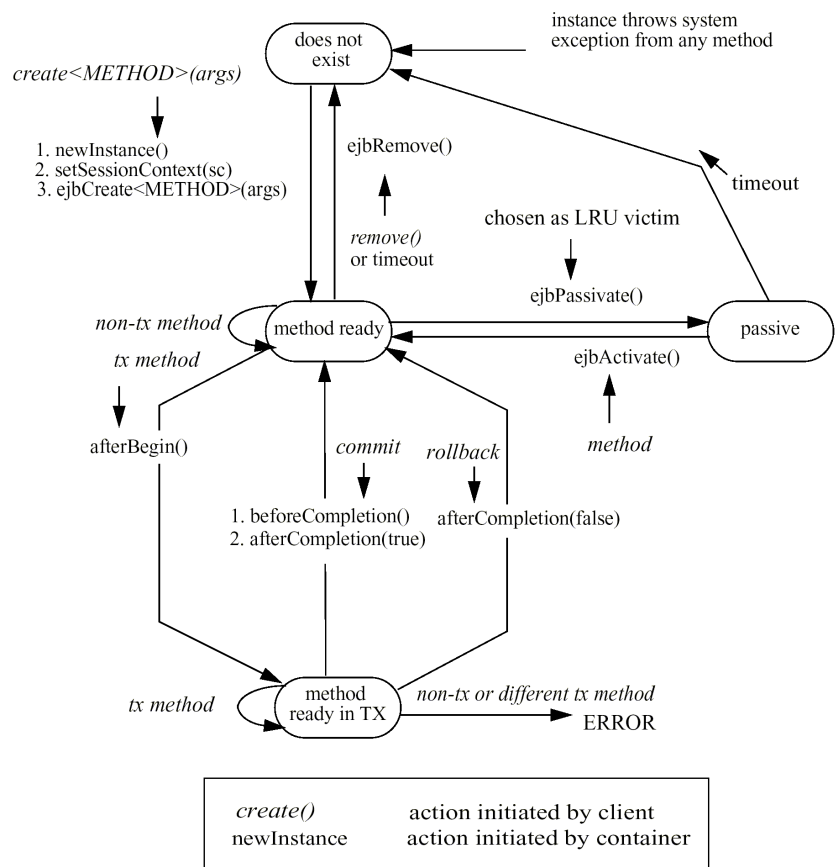 instance throws system
exception from any method
does not
exist
create<METHOD>(args)
1. newInstance()
2. setSessionContext(sc)
3. ejbCreate<METHOD>(args)
ejbRemove()
remove()
or timeout
timeout
chosen as LRU victim
ejbPassivate()
non-tx method
method ready
passive
tx method
ejbActivate()
method
afterBegin()
commit
rollback
1. beforeCompletion()
2. afterCompletion(true)
afterCompletion(false)
tx method
method
ready in TX
non-tx or different tx method
ERROR
create() action initiated by client
newInstance action initiated by container